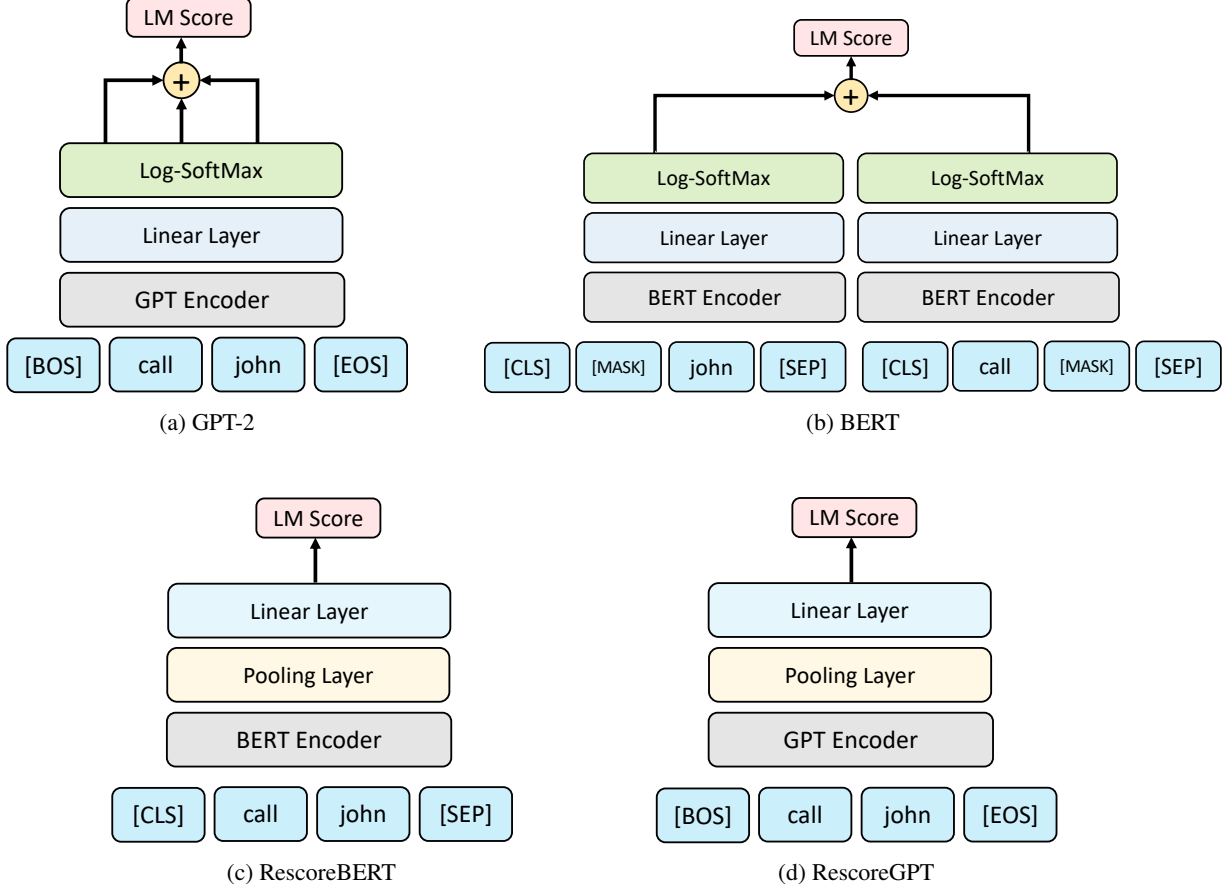 LM Score
+
Log-SoftMax
Linear Layer
GPT Encoder
[BOS] call john [EOS]
(a) GPT-2
LM Score
+
Log-SoftMax Log-SoftMax
Linear Layer Linear Layer
BERT Encoder BERT Encoder
[CLS] [MASK] john [SEP] [CLS] call [MASK] [SEP]
(b) BERT
LM Score
Linear Layer
Pooling Layer
BERT Encoder
[CLS] call john [SEP]
(c) RescoreBERT
LM Score
Linear Layer
Pooling Layer
GPT Encoder
[BOS] call john [EOS]
(d) RescoreGPT